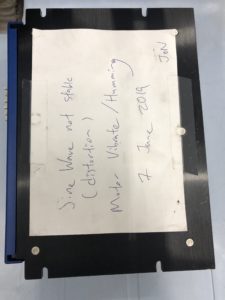 Sine Wave not stable
(distortion)
Motor Vibrate/Humming
7 June 2019
JON